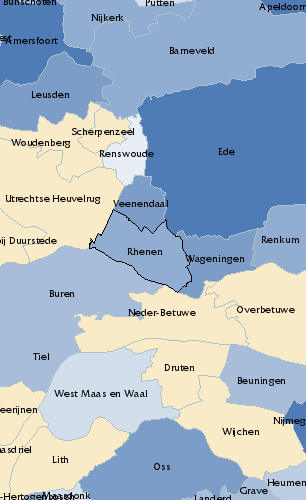 Bunschoten
Putten
Apeldoorn
Nijkerk
Amersfoort
Barneveld
Leusden
Scherpenzeel
Woudenberg
Renswoude
Ede
Utrechtse Heuvelrug
Veenendaal
bij Duurstede
Renkum
Rhenen
Wageningen
Buren
Overbetuwe
Neder-Betuwe
Tiel
Druten
Beuningen
West Maas en Waal
eerijnen
Nijmeg
Wijchen
asdriel
Lith
Oss
Heumen
Grave
-Hertogenbosch
Landerd